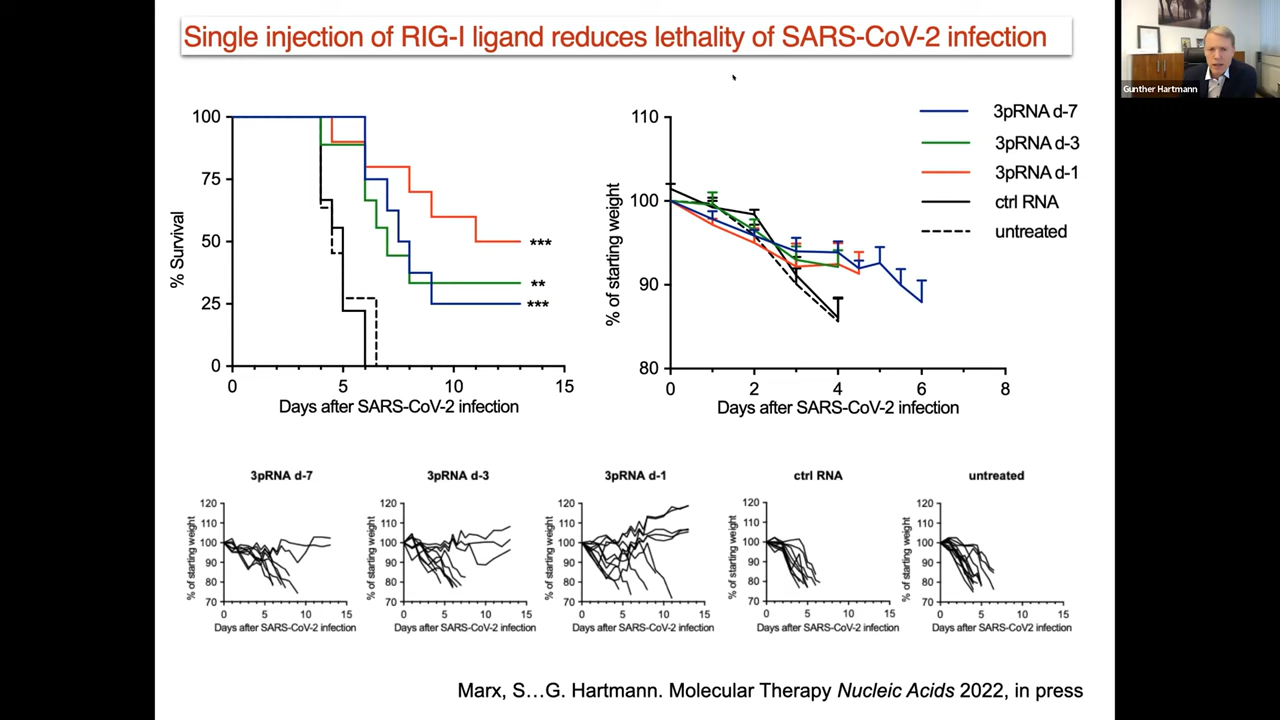 Single injection of RIG-I ligand reduces lethality of SARS-CoV-2 infection
Gunther Hartmann
% Survival
100
75
50
25
0
0 5 10 15
Days after SARS-CoV-2 infection
***
**
***
% of starting weight
110
100
90
80
0 2 4 6 8
Days after SARS-CoV-2 infection
3pRNA d-7
3pRNA d-3
3pRNA d-1
ctrl RNA
untreated
3pRNA d-7
% of starting weight
120
110
100
90
80
70
0 5 10 15
Days after SARS-CoV-2 infection
3pRNA d-3
% of starting weight
120
110
100
90
80
70
0 5 10 15
Days after SARS-CoV-2 infection
3pRNA d-1
% of starting weight
120
110
100
90
80
70
0 5 10 15
Days after SARS-CoV-2 infection
ctrl RNA
% of starting weight
120
110
100
90
80
70
0 5 10 15
Days after SARS-CoV-2 infection
untreated
% of starting weight
120
110
100
90
80
70
0 5 10 15
Days after SARS-CoV-2 infection
Marx, S...G. Hartmann. Molecular Therapy Nucleic Acids 2022, in press